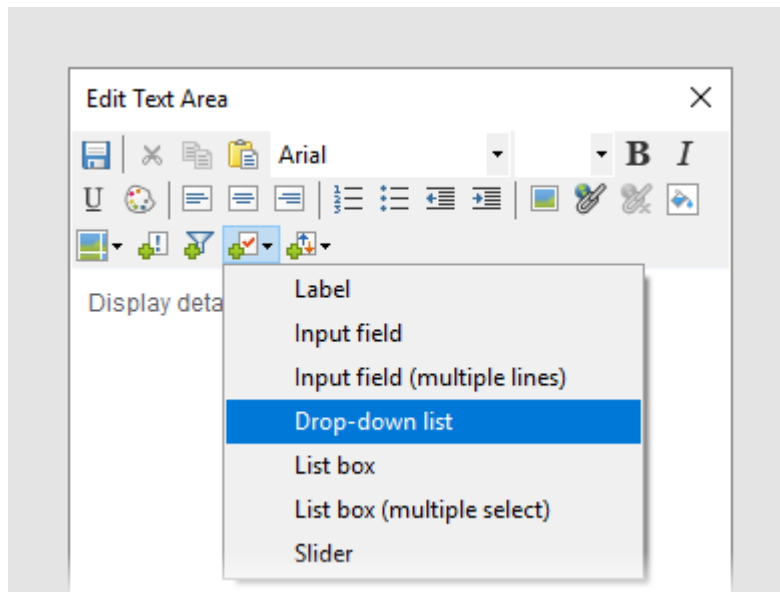 Edit Text Area
Arial
B I
U
Label
Display deta
Input field
Input field (multiple lines)
Drop-down list
List box
List box (multiple select)
Slider